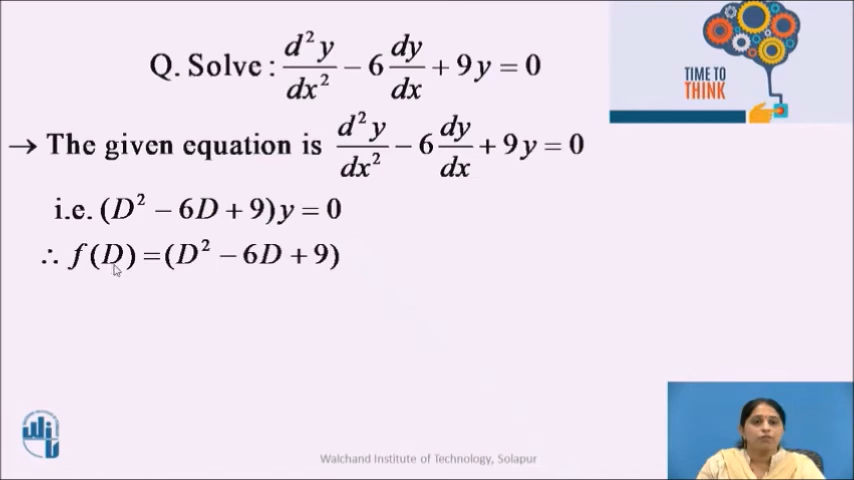 Q. Solve : d²y/dx² − 6 dy/dx + 9y = 0
TIME TO
THINK
→ The given equation is d²y/dx² − 6 dy/dx + 9y = 0
i.e. (D² − 6D + 9)y = 0
∴ f(D) = (D² − 6D + 9)
Walchand Institute of Technology, Solapur